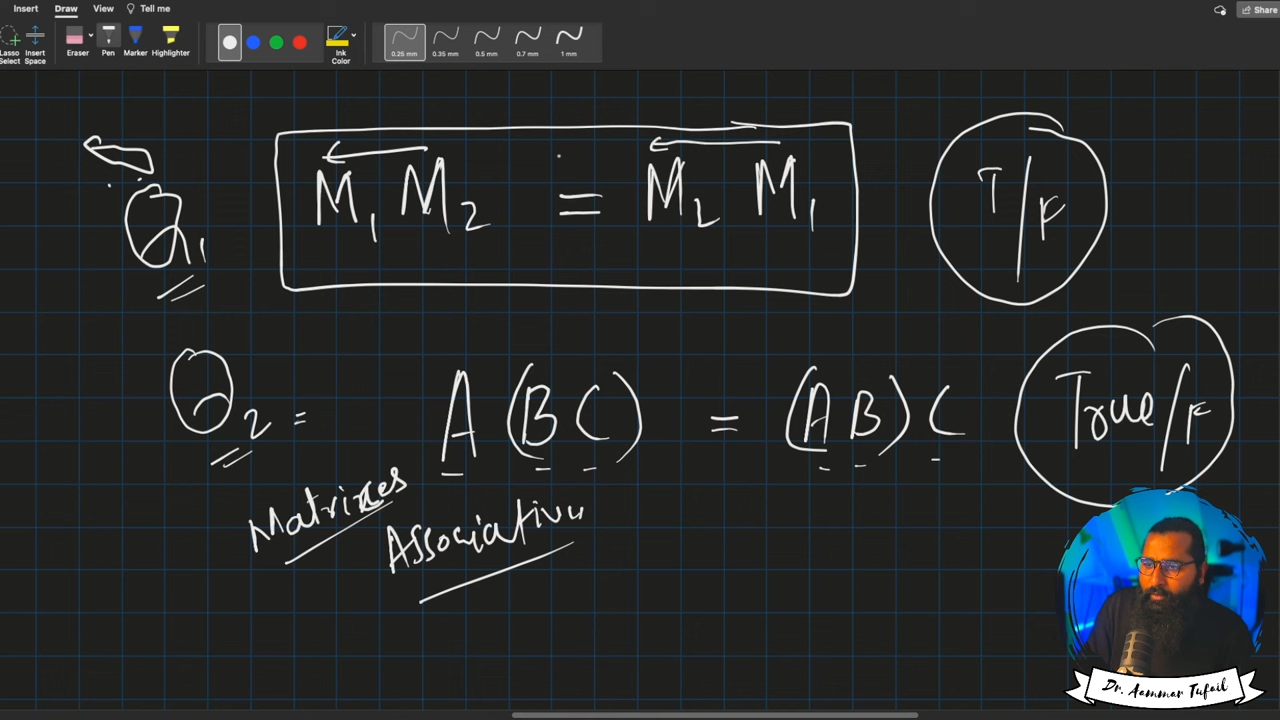 Insert Draw View Tell me Share
Lasso Select Insert Space Eraser Pen Marker Highlighter Ink Color 0.25 mm 0.35 mm 0.5 mm 0.7 mm 1 mm
Q1 M1 M2 = M2 M1 T/F
Q2 = A (BC) = (AB) C True/F
Matrixes
Associative
Dr. Aammar Tufail